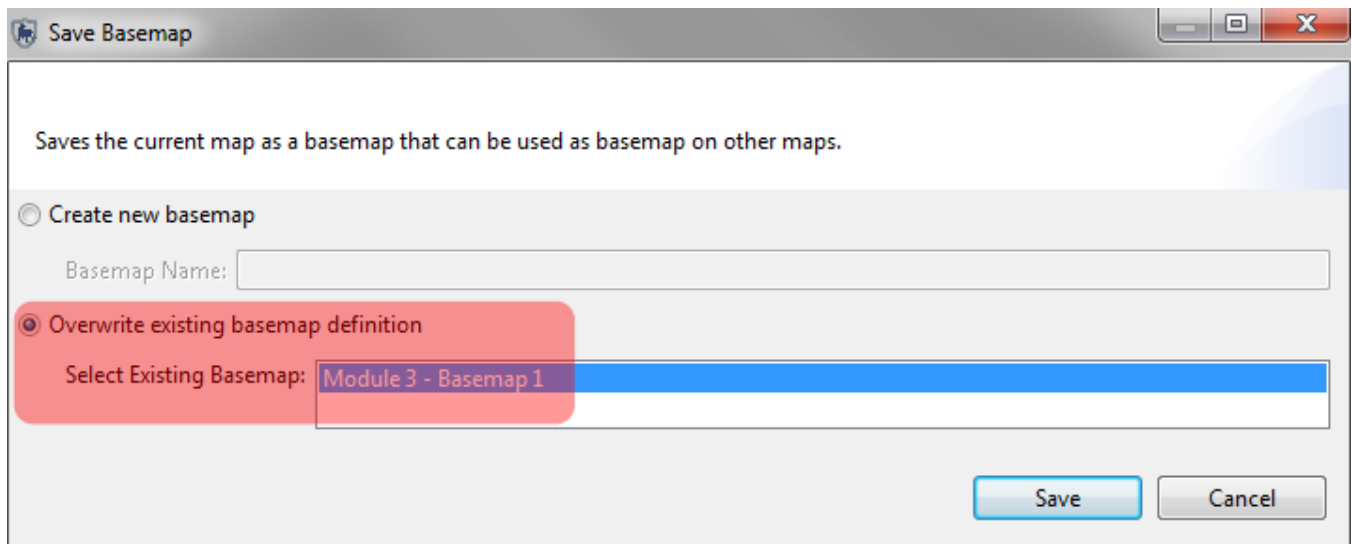 Save Basemap
Saves the current map as a basemap that can be used as basemap on other maps.
Create new basemap
Basemap Name:
Overwrite existing basemap definition
Select Existing Basemap: Module 3 - Basemap 1
Save Cancel